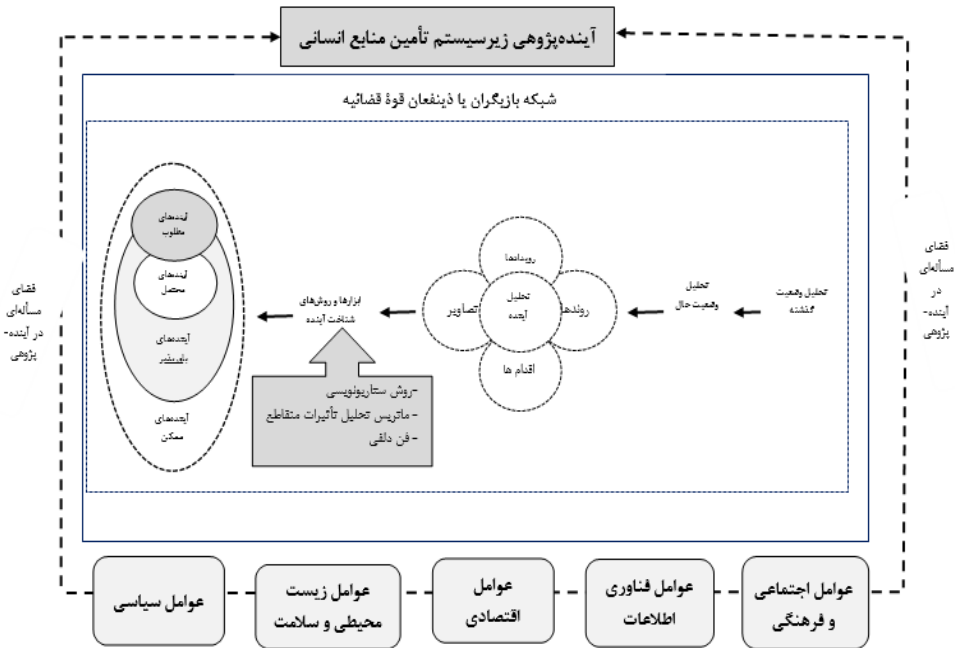 آینده‌پژوهی زیرسیستم تأمین منابع انسانی
شبکه بازیگران یا ذینفعان قوۀ قضائیه
فضای
مسأله‌ای
در
آینده-
پژوهی
تحلیل وضعیت
گذشته
تحلیل
وضعیت حال
رویدادها
روندها
تحلیل
آینده
تصاویر
اقدام ها
ابزارها و روش‌های
شناخت آینده
-روش سناریونویسی
-ماتریس تحلیل تأثیرات متقاطع
- فن دلفی
آینده‌های
مطلوب
آینده‌های
محتمل
آینده‌های
باورپذیر
آینده‌های
ممکن
فضای
مسأله‌ای
در آینده-
پژوهی
عوامل اجتماعی
و فرهنگی
عوامل فناوری
اطلاعات
عوامل
اقتصادی
عوامل زیست
محیطی و سلامت
عوامل سیاسی